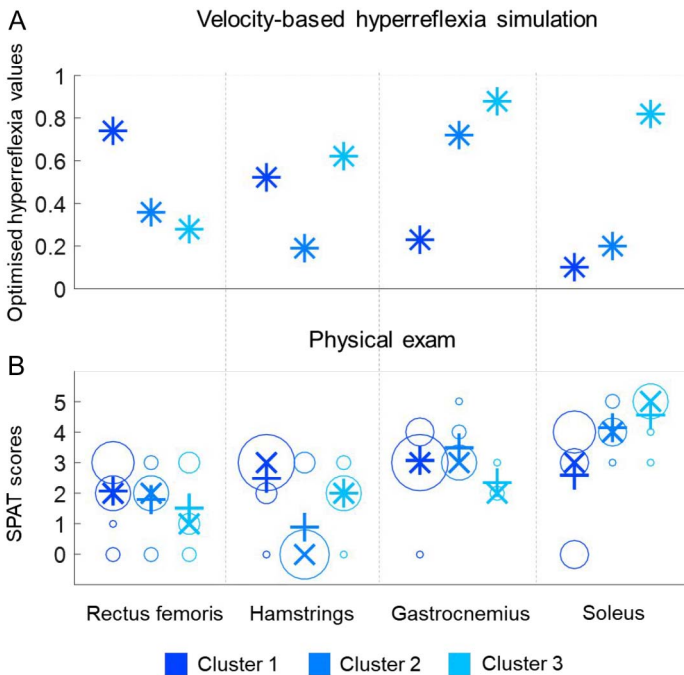 A
Velocity-based hyperreflexia simulation
Optimised hyperreflexia values
1
0.8
0.6
0.4
0.2
0
Physical exam
B
SPAT scores
5
4
3
2
1
0
Rectus femoris Hamstrings Gastrocnemius Soleus
Cluster 1 Cluster 2 Cluster 3